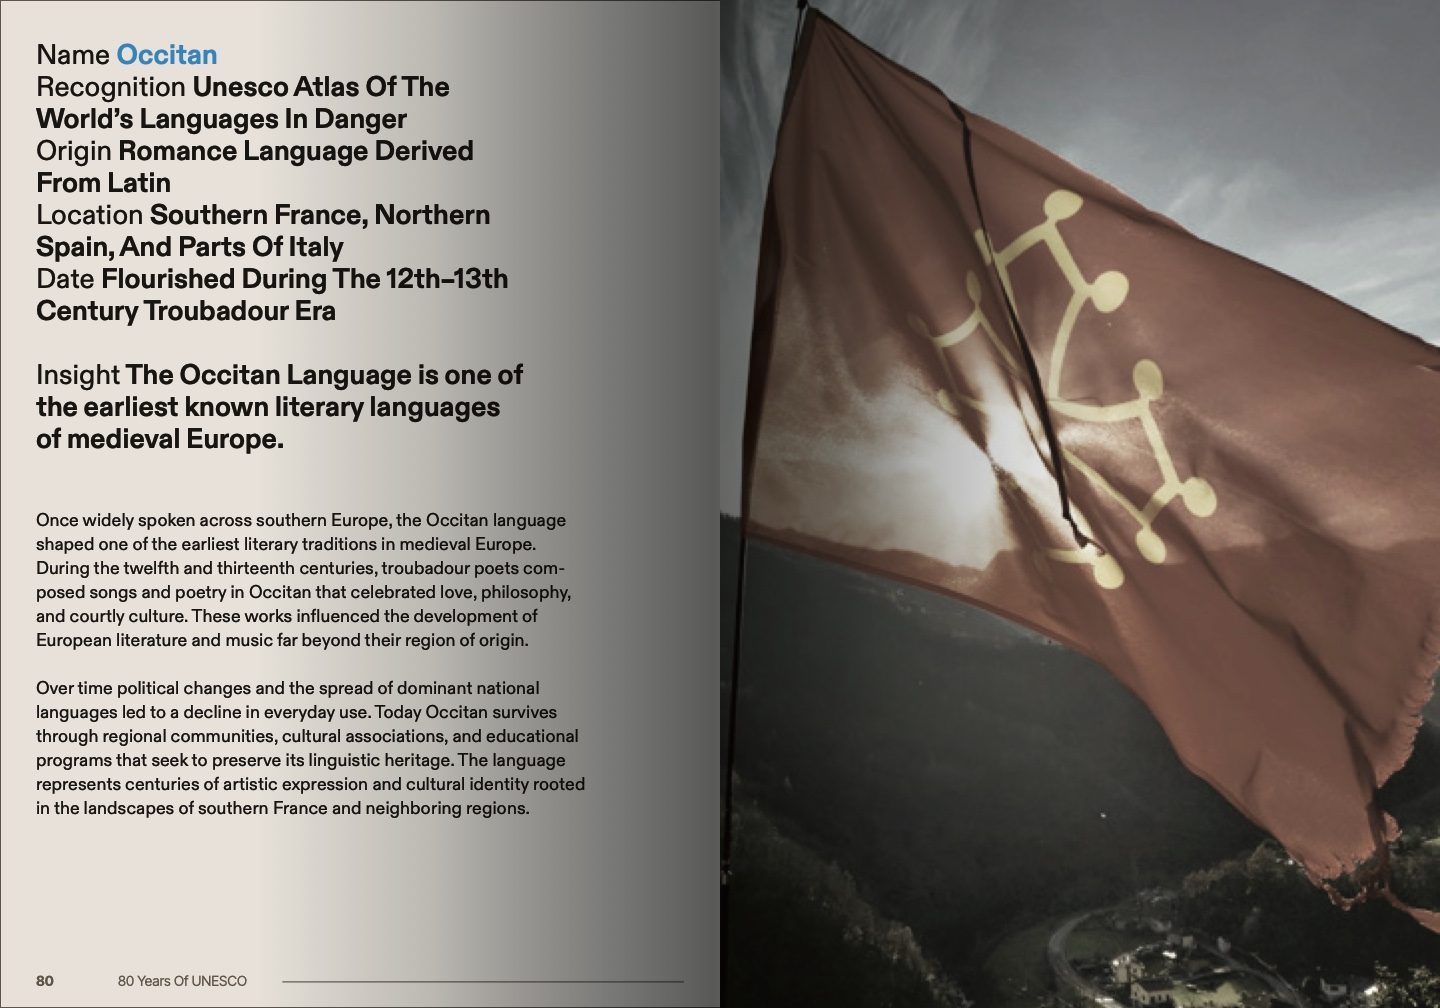 Name Occitan
Recognition Unesco Atlas Of The
World’s Languages In Danger
Origin Romance Language Derived
From Latin
Location Southern France, Northern
Spain, And Parts Of Italy
Date Flourished During The 12th–13th
Century Troubadour Era
Insight The Occitan Language is one of
the earliest known literary languages
of medieval Europe.
Once widely spoken across southern Europe, the Occitan language
shaped one of the earliest literary traditions in medieval Europe.
During the twelfth and thirteenth centuries, troubadour poets com-
posed songs and poetry in Occitan that celebrated love, philosophy,
and courtly culture. These works influenced the development of
European literature and music far beyond their region of origin.
Over time political changes and the spread of dominant national
languages led to a decline in everyday use. Today Occitan survives
through regional communities, cultural associations, and educational
programs that seek to preserve its linguistic heritage. The language
represents centuries of artistic expression and cultural identity rooted
in the landscapes of southern France and neighboring regions.
80 80 Years Of UNESCO